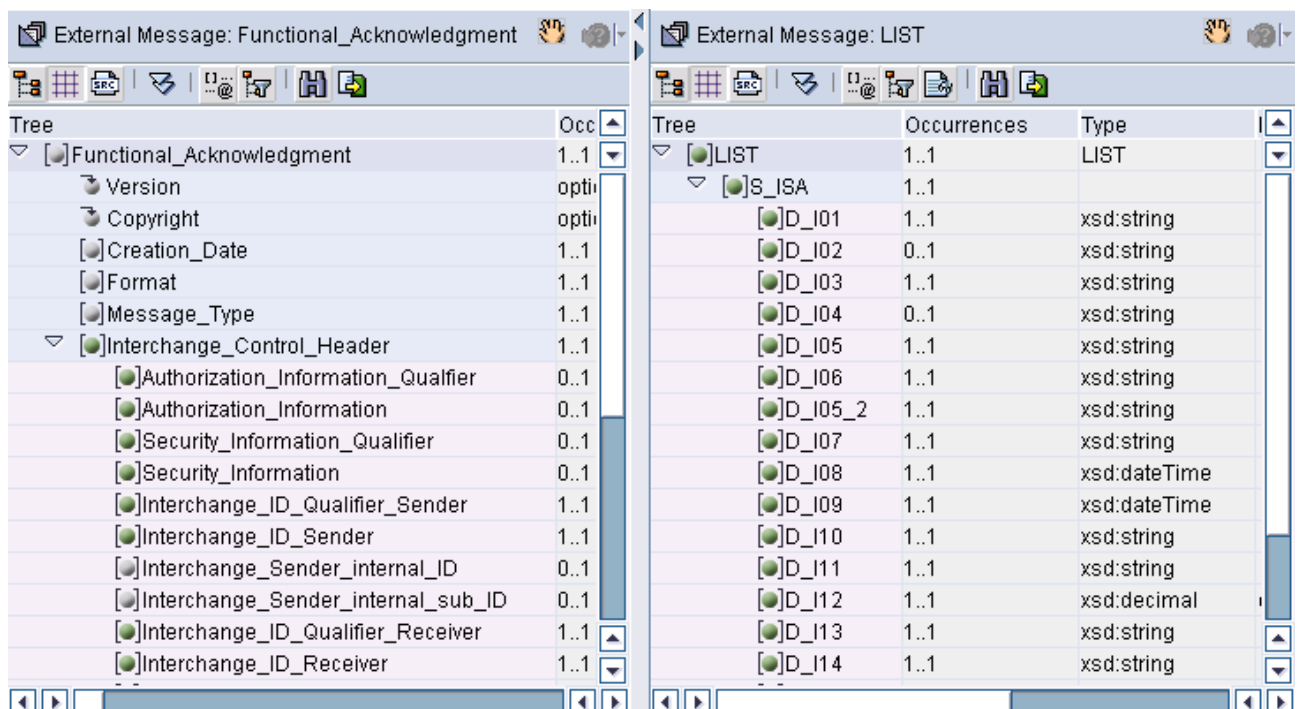 External Message: Functional_Acknowledgment
SRC
Tree Occ
[ ]Functional_Acknowledgment 1..1
Version opti
Copyright opti
[ ]Creation_Date 1..1
[ ]Format 1..1
[ ]Message_Type 1..1
[ ]Interchange_Control_Header 1..1
[ ]Authorization_Information_Qualfier 0..1
[ ]Authorization_Information 0..1
[ ]Security_Information_Qualifier 0..1
[ ]Security_Information 0..1
[ ]Interchange_ID_Qualifier_Sender 1..1
[ ]Interchange_ID_Sender 1..1
[ ]Interchange_Sender_internal_ID 0..1
[ ]Interchange_Sender_internal_sub_ID 0..1
[ ]Interchange_ID_Qualifier_Receiver 1..1
[ ]Interchange_ID_Receiver 1..1
External Message: LIST
SRC
Tree Occurrences Type
[ ]LIST 1..1 LIST
[ ]S_ISA 1..1
[ ]D_I01 1..1 xsd:string
[ ]D_I02 0..1 xsd:string
[ ]D_I03 1..1 xsd:string
[ ]D_I04 0..1 xsd:string
[ ]D_I05 1..1 xsd:string
[ ]D_I06 1..1 xsd:string
[ ]D_I05_2 1..1 xsd:string
[ ]D_I07 1..1 xsd:string
[ ]D_I08 1..1 xsd:dateTime
[ ]D_I09 1..1 xsd:dateTime
[ ]D_I10 1..1 xsd:string
[ ]D_I11 1..1 xsd:string
[ ]D_I12 1..1 xsd:decimal
[ ]D_I13 1..1 xsd:string
[ ]D_I14 1..1 xsd:string